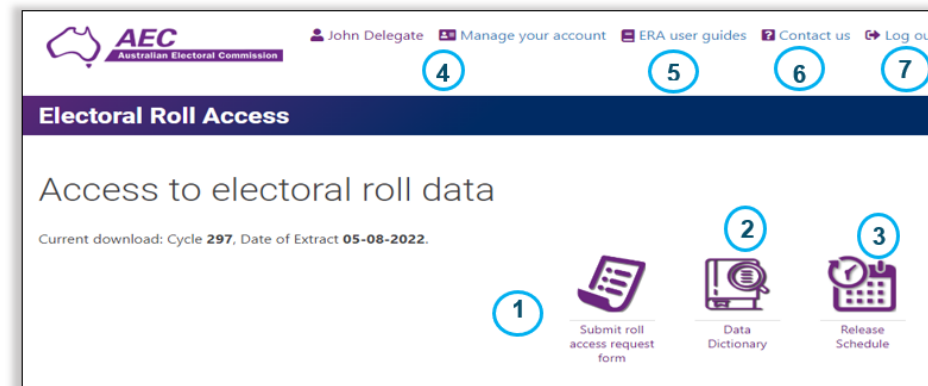 AEC
Australian Electoral Commission
John Delegate Manage your account ERA user guides Contact us Log ou
4 5 6 7
Electoral Roll Access
Access to electoral roll data
Current download: Cycle 297, Date of Extract 05-08-2022.
2 3
1
Submit roll
access request
form
Data
Dictionary
Release
Schedule